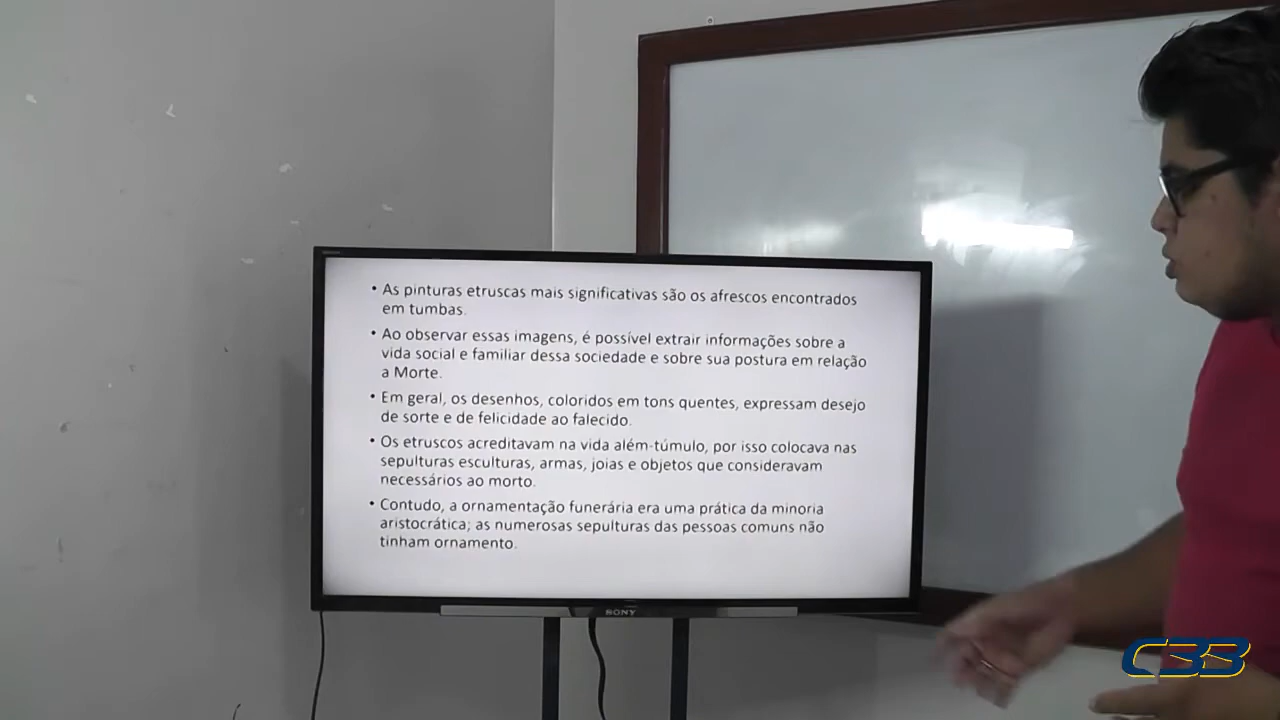 • As pinturas etruscas mais significativas são os afrescos encontrados
em tumbas.
• Ao observar essas imagens, é possível extrair informações sobre a
vida social e familiar dessa sociedade e sobre sua postura em relação
a Morte.
• Em geral, os desenhos, coloridos em tons quentes, expressam desejo
de sorte e de felicidade ao falecido.
• Os etruscos acreditavam na vida além-túmulo, por isso colocava nas
sepulturas esculturas, armas, joias e objetos que consideravam
necessários ao morto.
• Contudo, a ornamentação funerária era uma prática da minoria
aristocrática; as numerosas sepulturas das pessoas comuns não
tinham ornamento.
SONY
C33